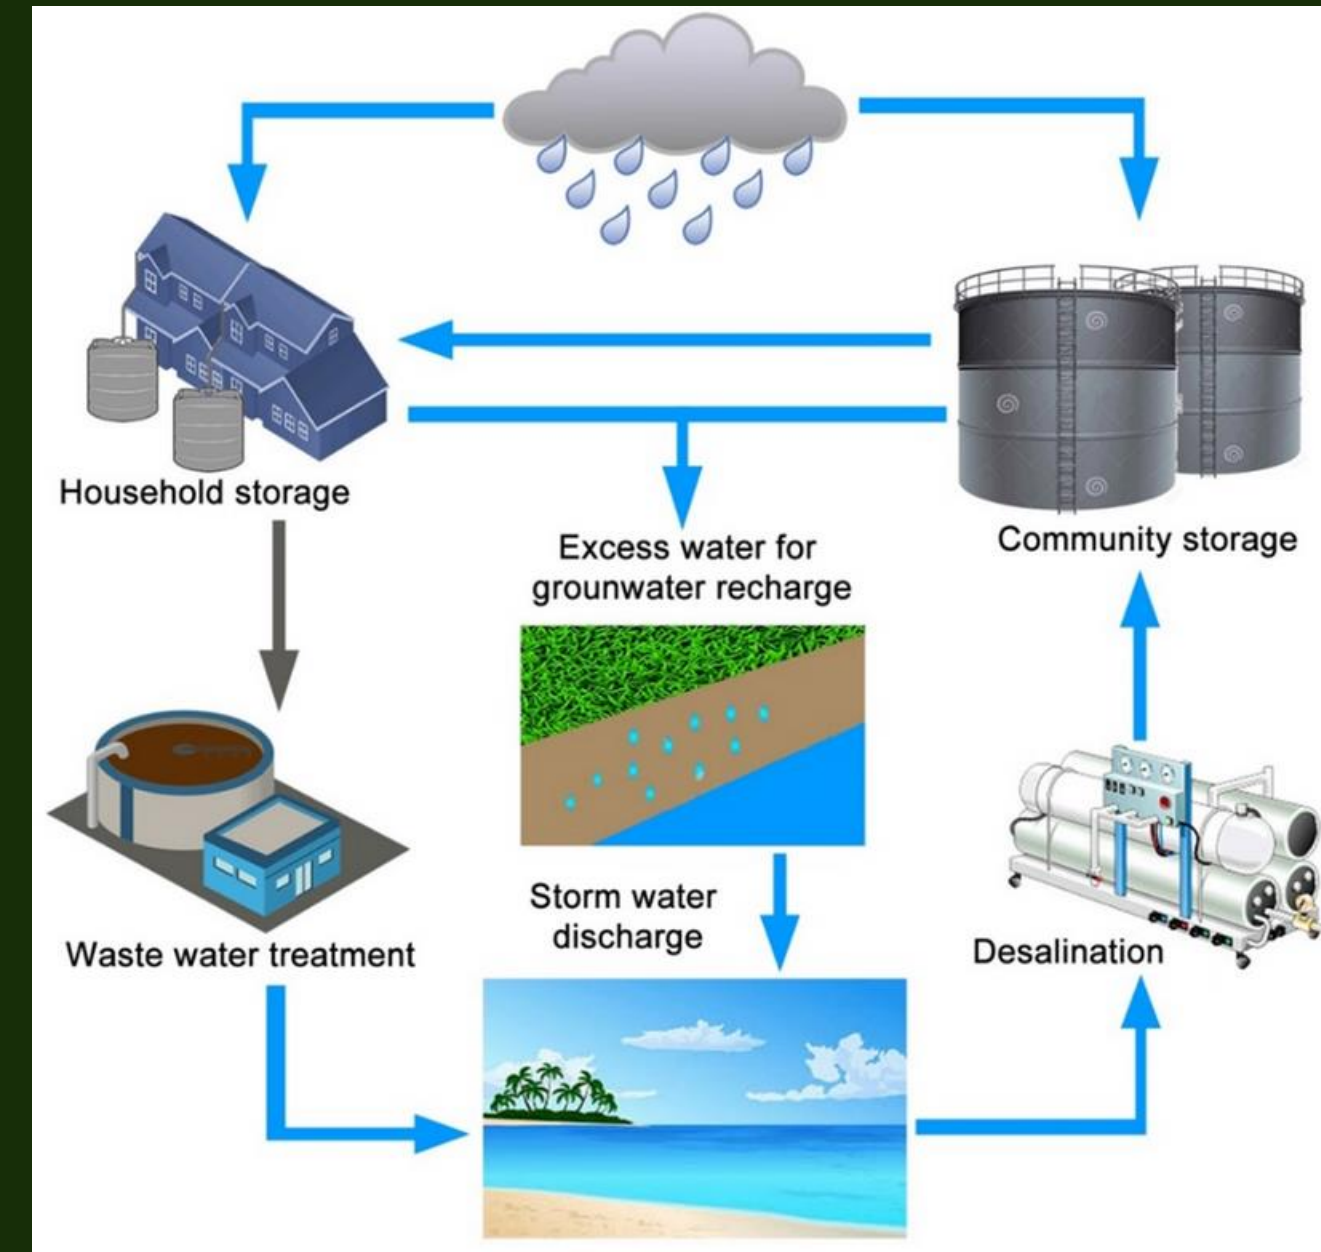 Household storage
Community storage
Excess water for
grounwater recharge
Waste water treatment
Storm water
discharge
Desalination